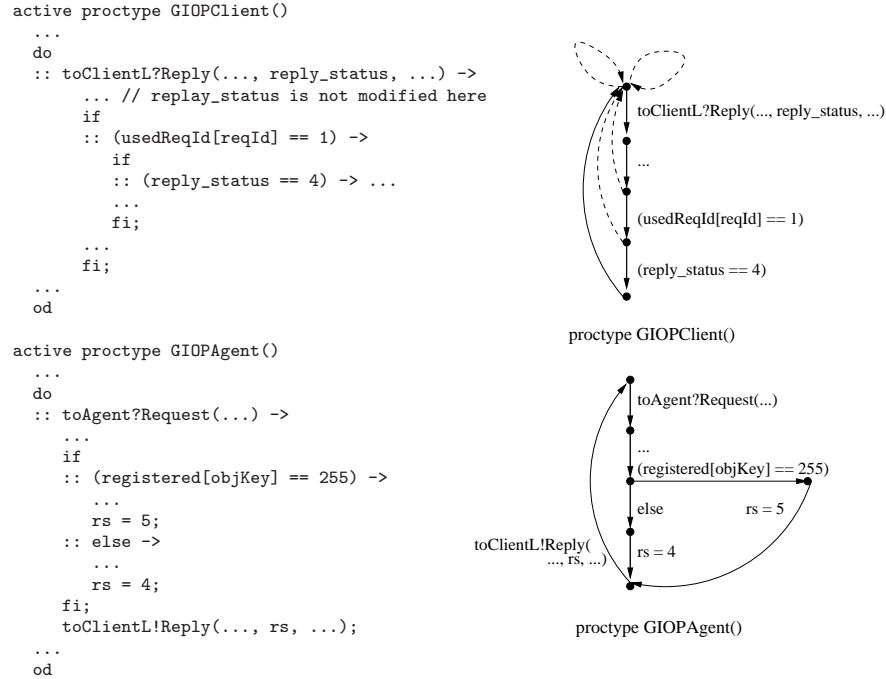 active proctype GIOPClient()
...
do
:: toClientL?Reply(..., reply_status, ...) ->
... // replay_status is not modified here
if
:: (usedReqId[reqId] == 1) ->
if
:: (reply_status == 4) -> ...
...
fi;
...
fi;
...
od
toClientL?Reply(..., reply_status, ...)
...
(usedReqId[reqId] == 1)
(reply_status == 4)
proctype GIOPClient()
active proctype GIOPAgent()
...
do
:: toAgent?Request(...) ->
...
if
:: (registered[objKey] == 255) ->
...
rs = 5;
:: else ->
...
rs = 4;
fi;
toClientL!Reply(..., rs, ...);
...
od
toAgent?Request(...)
...
(registered[objKey] == 255)
else
rs = 5
toClientL!Reply(
..., rs, ...)
rs = 4
proctype GIOPAgent()